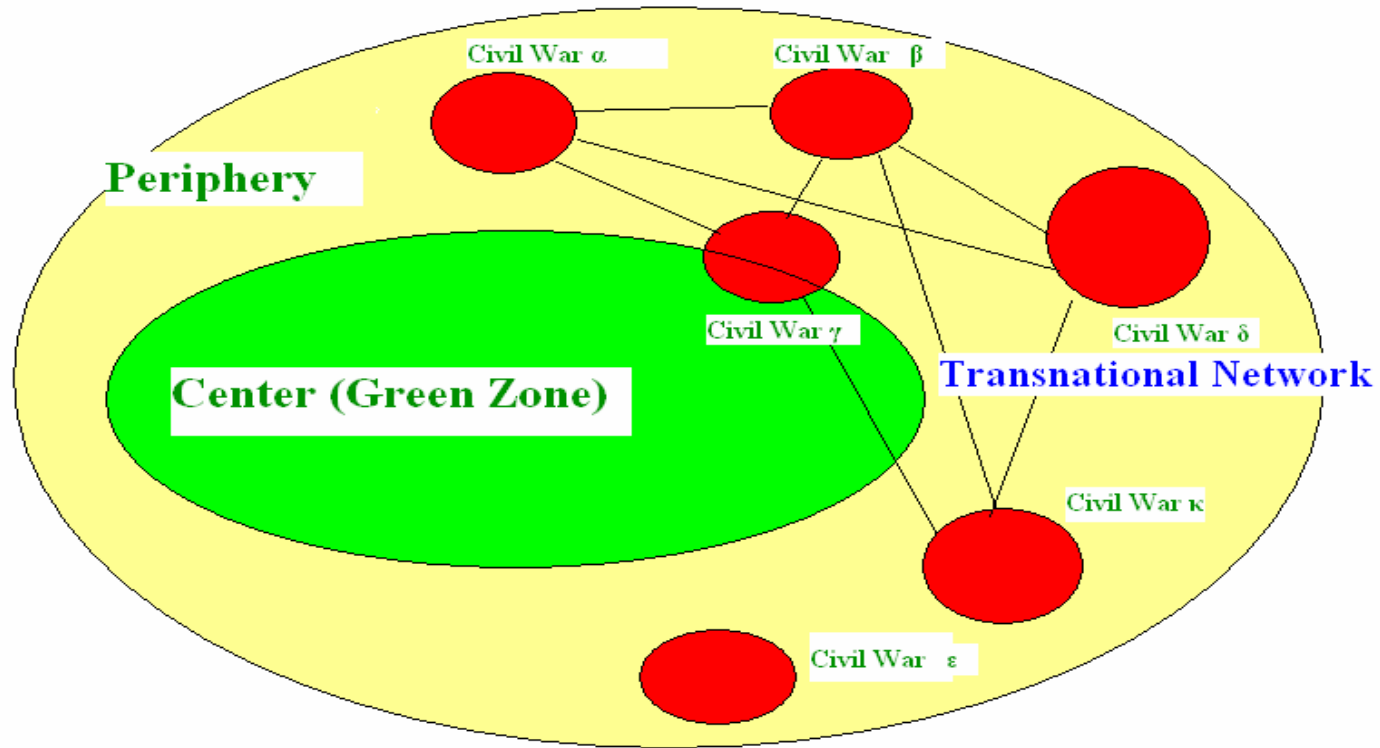 Civil War α
Civil War β
Periphery
Civil War γ
Civil War δ
Transnational Network
Center (Green Zone)
Civil War κ
Civil War ε